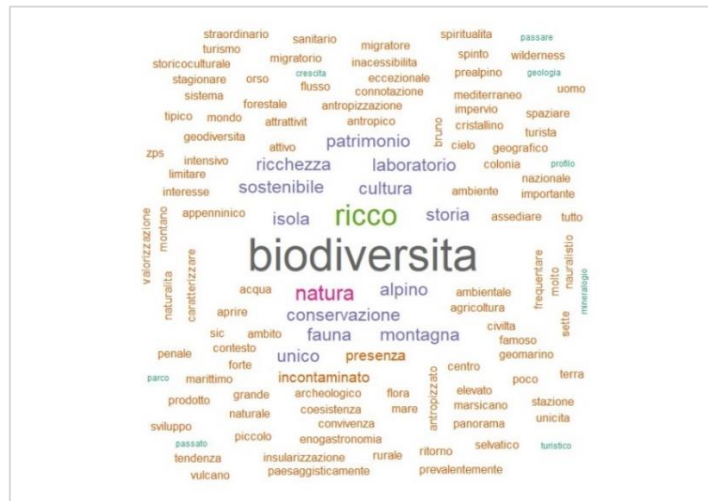 straordinario sanitario migratore spiritualita passare
turismo migratorio inacessibilita spinto wilderness
storicoculturale crescita eccezionale prealpino geologia
stagionare orso flusso connotazione mediterraneo uomo
sistema forestale antropizzazione impervio spaziare
tipico mondo attrattivit antropico bruno cristallino turista
geodiversita attivo patrimonio cielo geografico
zps intensivo ricchezza laboratorio colonia profilo
limitare nazionale
interesse sostenibile cultura ambiente importante
valorizzazione montano appenninico isola ricco storia assediare tutto
biodiversita
naturalita caratterizzare frequentare molto nauralistio mineralogio
acqua natura alpino ambientale
aprire conservazione agricoltura sette
sic ambito fauna montagna civilta famoso
penale contesto unico presenza geomarino
forte centro poco terra
parco marittimo incontaminato antropizzato elevato
prodotto grande archeologico flora marsicano stazione
naturale coesistenza mare panorama unicita
sviluppo piccolo convivenza
passato enogastronomia ritorno selvatico turistico
tendenza insularizzazione rurale
vulcano paesaggisticamente prevalentemente